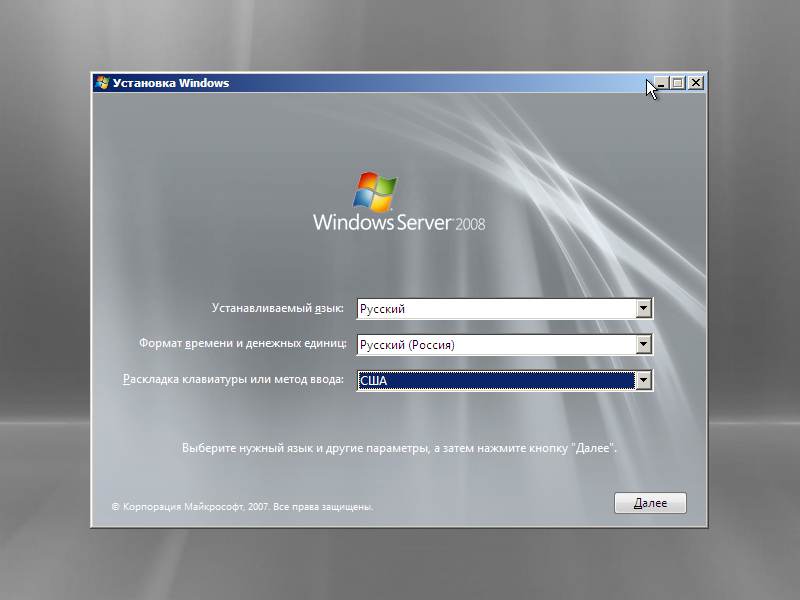 Установка Windows
Windows Server 2008
Устанавливаемый язык: Русский
Формат времени и денежных единиц: Русский (Россия)
Раскладка клавиатуры или метод ввода: США
Выберите нужный язык и другие параметры, а затем нажмите кнопку "Далее".
© Корпорация Майкрософт, 2007. Все права защищены.
Далее